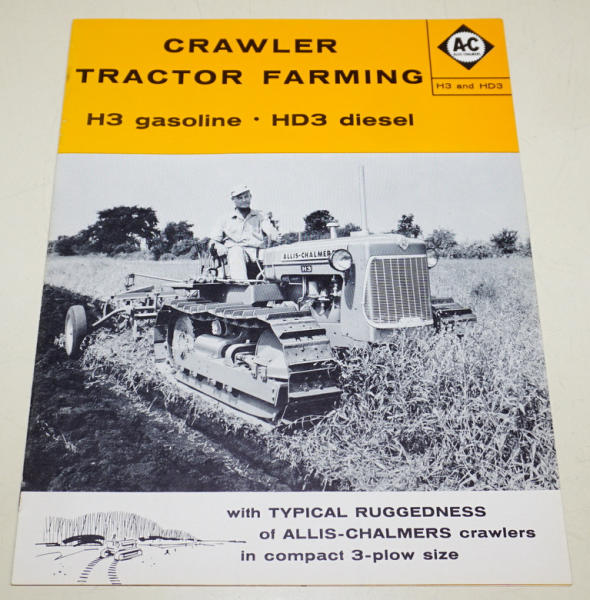 CRAWLER
TRACTOR FARMING
H3 gasoline · HD3 diesel
A-C
ALLIS-CHALMERS
H3 and HD3
ALLIS-CHALMERS
H3
with TYPICAL RUGGEDNESS
of ALLIS-CHALMERS crawlers
in compact 3-plow size